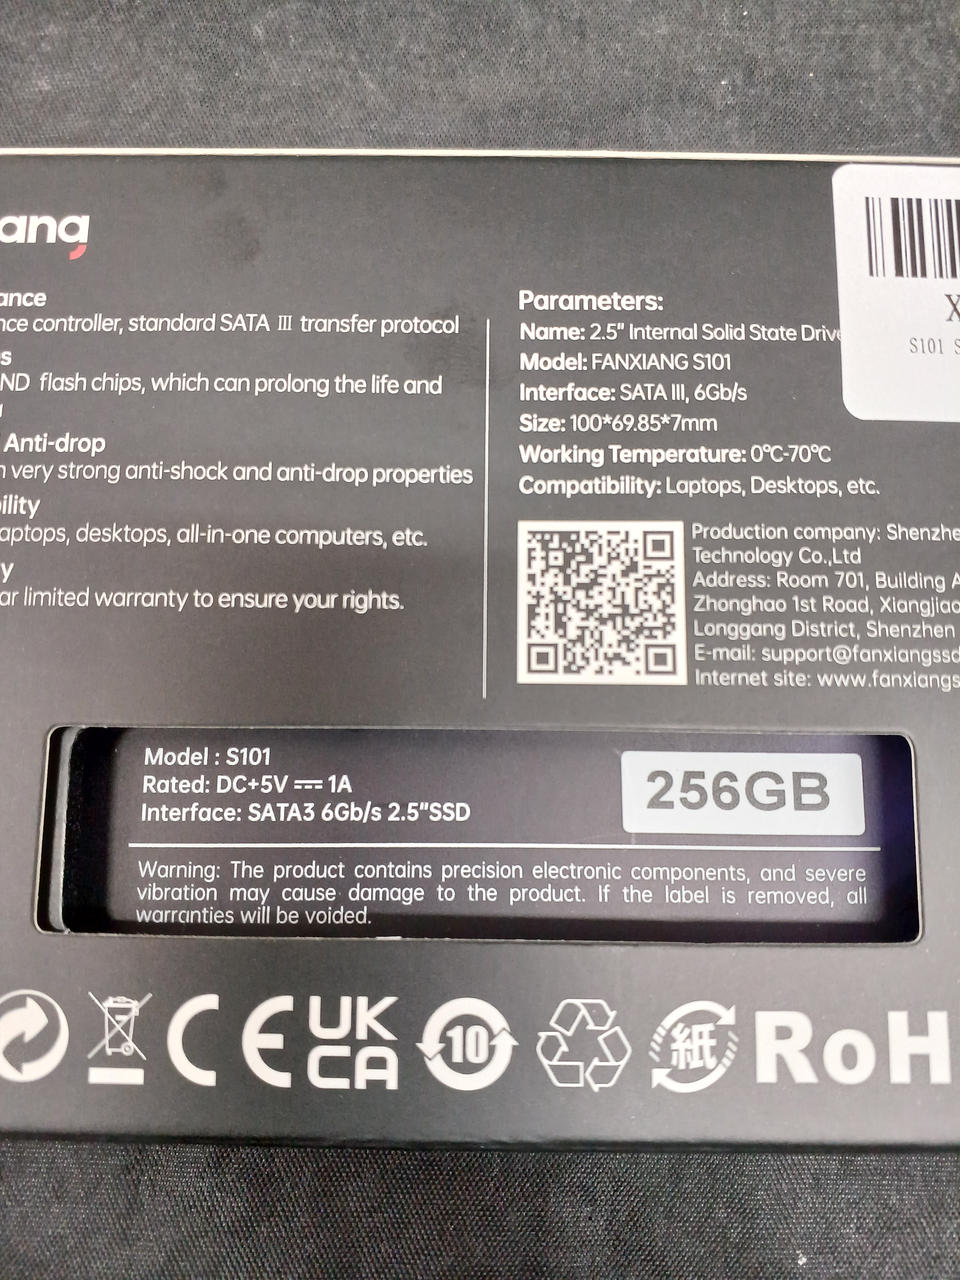 ance
nce controller, standard SATA III transfer protocol
ND flash chips, which can prolong the life and
Anti-drop
very strong anti-shock and anti-drop properties
aptops, desktops, all-in-one computers, etc.
ar limited warranty to ensure your rights.
Parameters:
Name: 2.5" Internal Solid State Drive
Model: FANXIANG S101
Interface: SATA III, 6Gb/s
Size: 100*69.85*7mm
Working Temperature: 0℃-70℃
Compatibility: Laptops, Desktops, etc.
Production company: Shenzhe
Technology Co.,Ltd
Address: Room 701, Building A
Zhonghao 1st Road, Xiangjiao
Longgang District, Shenzhen
E-mail: support@fanxiangssd
Internet site: www.fanxiangs
X
S101 S
Model : S101
Rated: DC+5V ⎓ 1A
Interface: SATA3 6Gb/s 2.5"SSD
256GB
Warning: The product contains precision electronic components, and severe
vibration may cause damage to the product. If the label is removed, all
warranties will be voided.
CE UK CA 10 紙 RoH